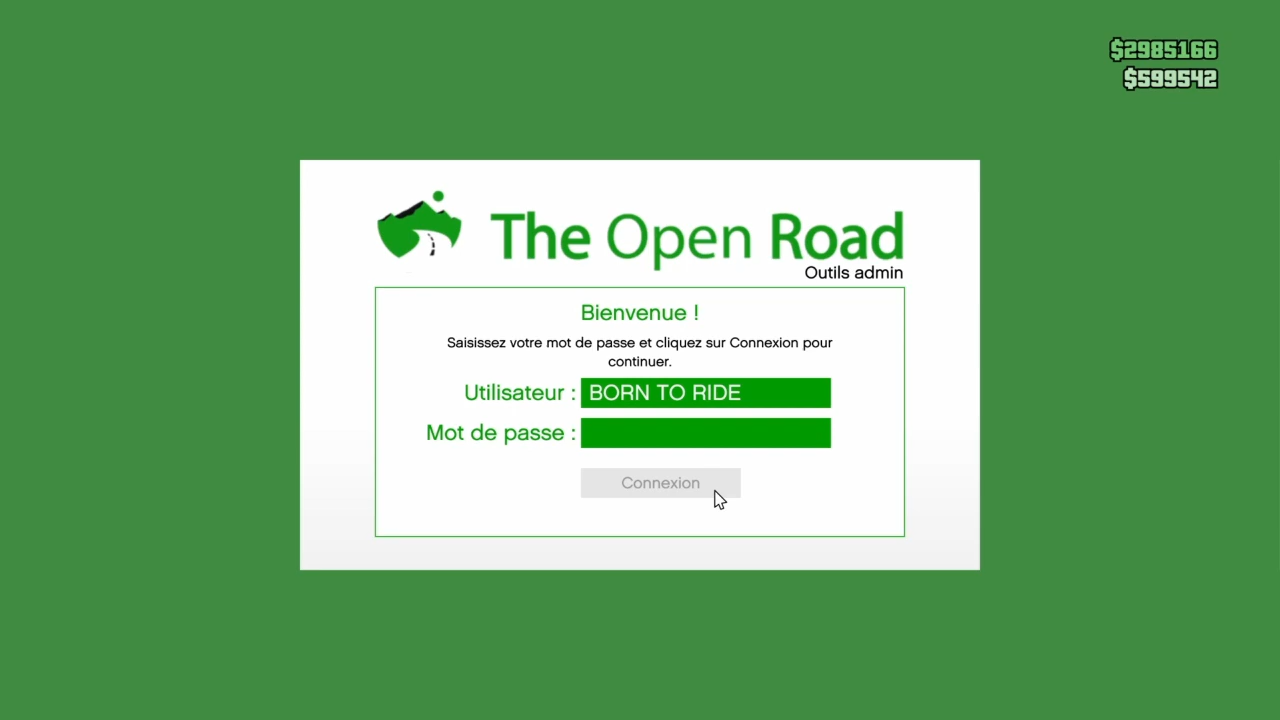 $2985166
$599542
The Open Road
Outils admin
Bienvenue !
Saisissez votre mot de passe et cliquez sur Connexion pour
continuer.
Utilisateur : BORN TO RIDE
Mot de passe :
Connexion